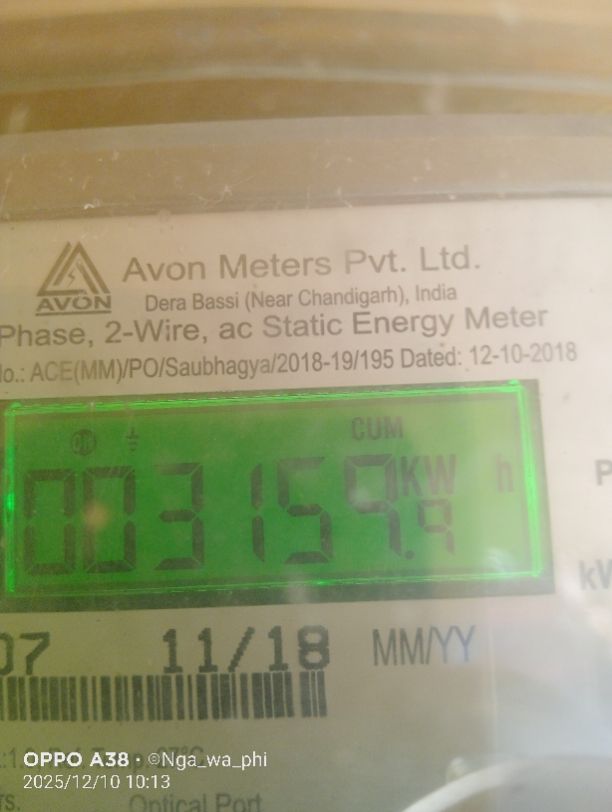 Avon Meters Pvt. Ltd.
AVON
Dera Bassi (Near Chandigarh), India
Phase, 2-Wire, ac Static Energy Meter
No.: ACE(MM)/PO/Saubhagya/2018-19/195 Dated: 12-10-2018
CUM
003159.9 KW h
07 11/18 MM/YY
OPPO A38 · ©Nga_wa_phi
2025/12/10 10:13
Optical Port